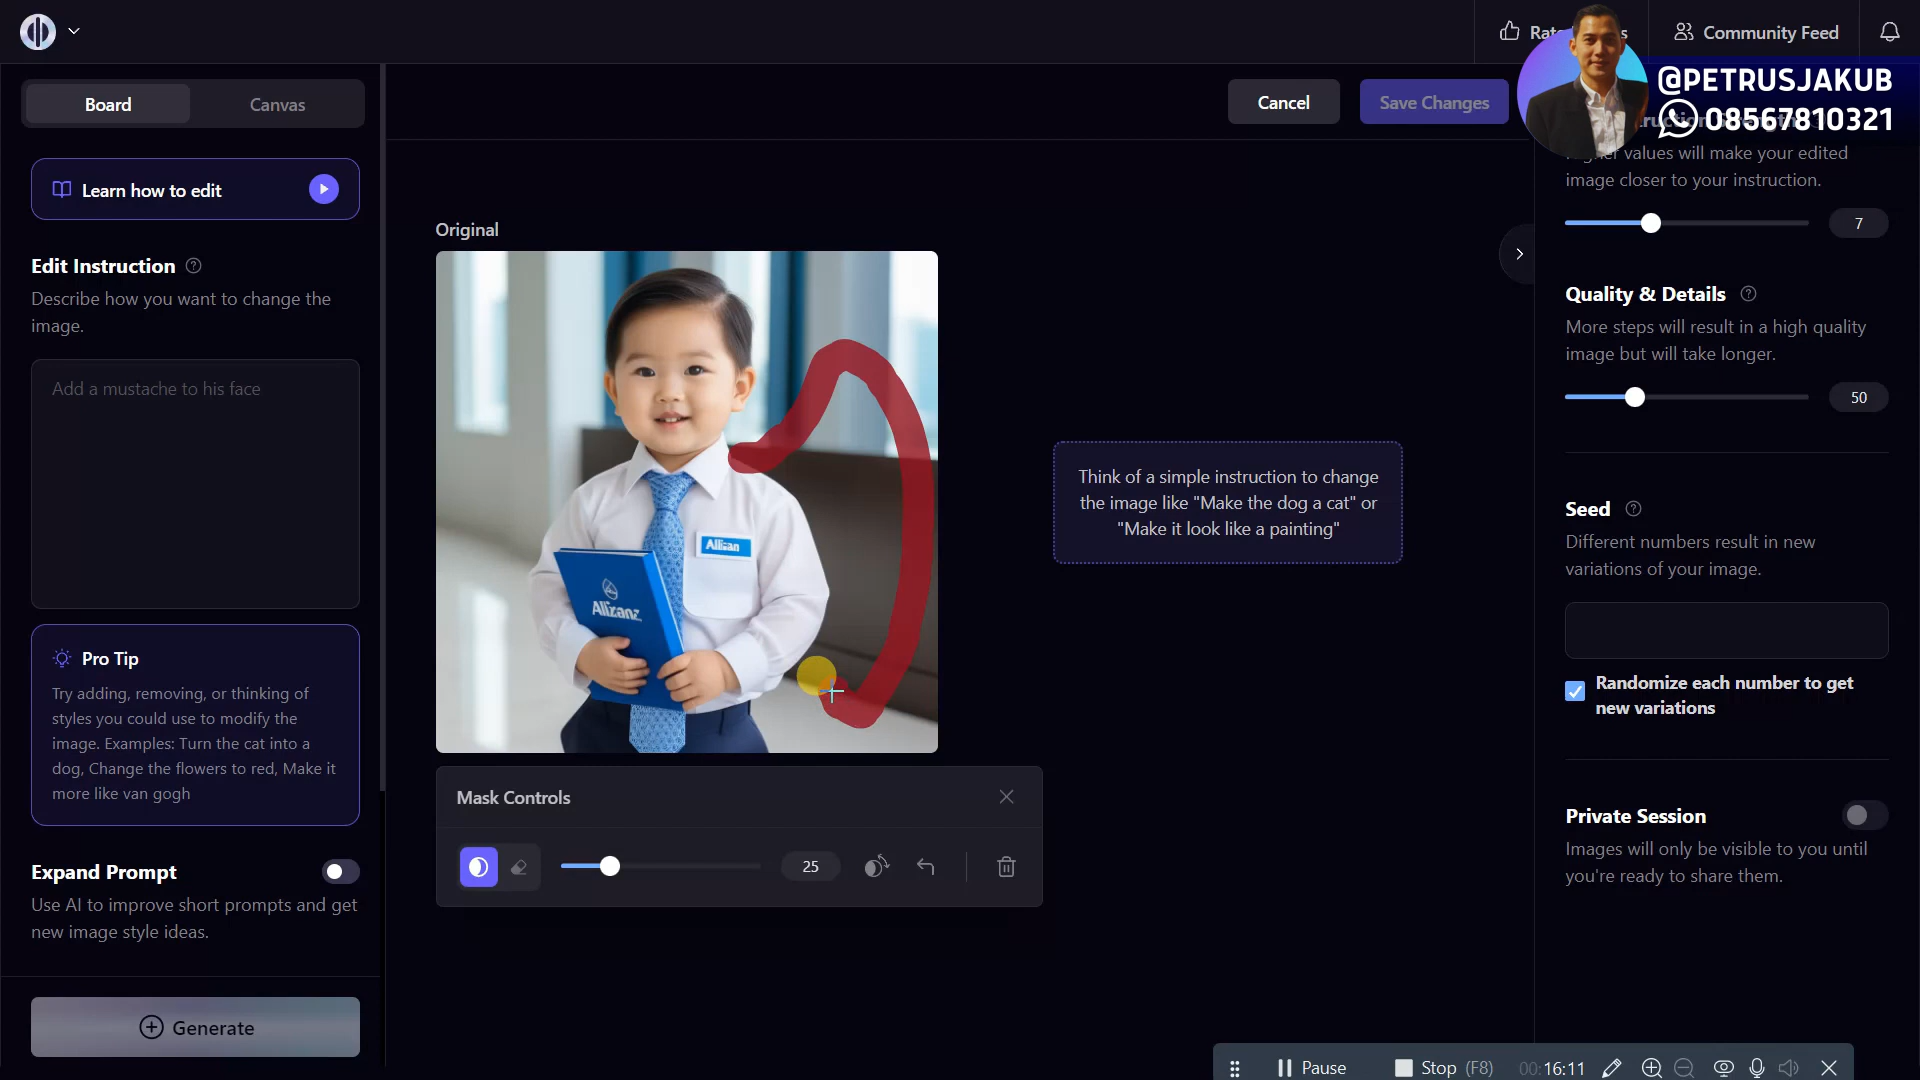 Community Feed
@PETRUSJAKUB
08567810321
Board
Canvas
Cancel
Save Changes
Learn how to edit
Edit Instruction
Describe how you want to change the
image.
Add a mustache to his face
Pro Tip
Try adding, removing, or thinking of
styles you could use to modify the
image. Examples: Turn the cat into a
dog, Change the flowers to red, Make it
more like van gogh
Expand Prompt
Use AI to improve short prompts and get
new image style ideas.
Generate
Original
Allizan
Allizanz
Mask Controls
25
Think of a simple instruction to change
the image like "Make the dog a cat" or
"Make it look like a painting"
values will make your edited
image closer to your instruction.
7
Quality & Details
More steps will result in a high quality
image but will take longer.
50
Seed
Different numbers result in new
variations of your image.
Randomize each number to get
new variations
Private Session
Images will only be visible to you until
you're ready to share them.
Pause
Stop (F8)
00:16:11